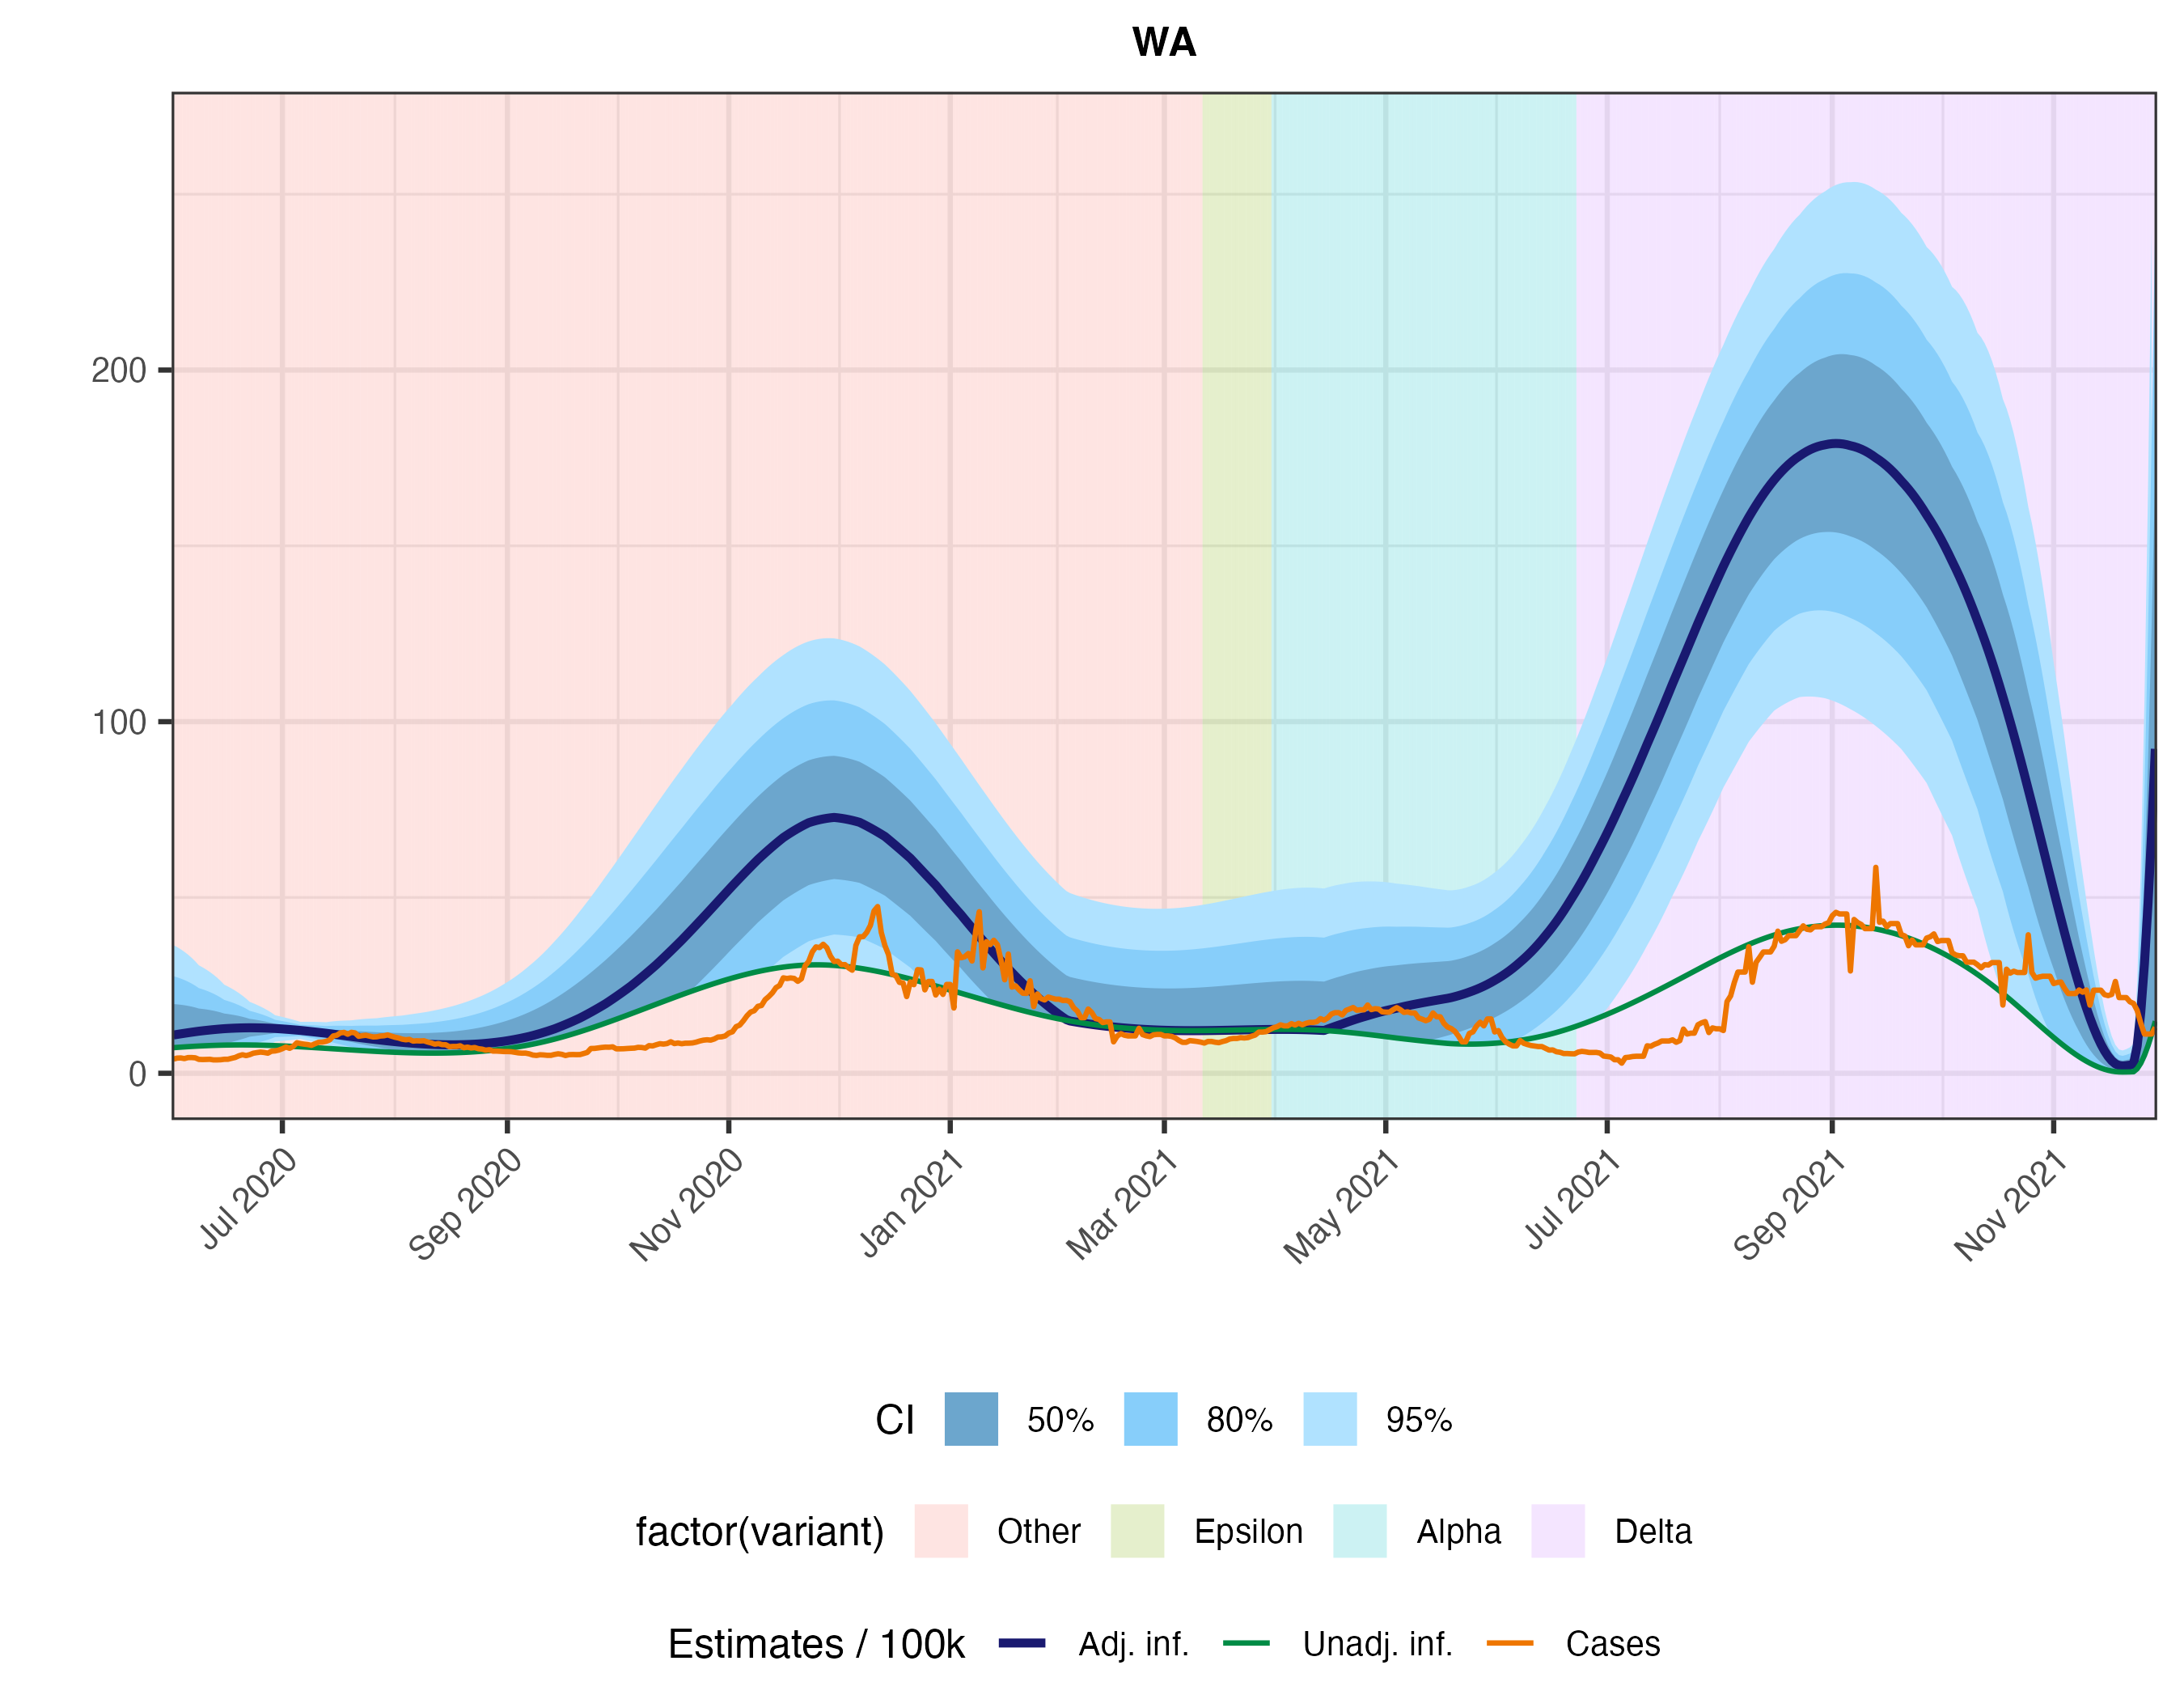 WA
200
100
0
Jul 2020
Sep 2020
Nov 2020
Jan 2021
Mar 2021
May 2021
Jul 2021
Sep 2021
Nov 2021
CI 50% 80% 95%
factor(variant) Other Epsilon Alpha Delta
Estimates / 100k Adj. inf. Unadj. inf. Cases